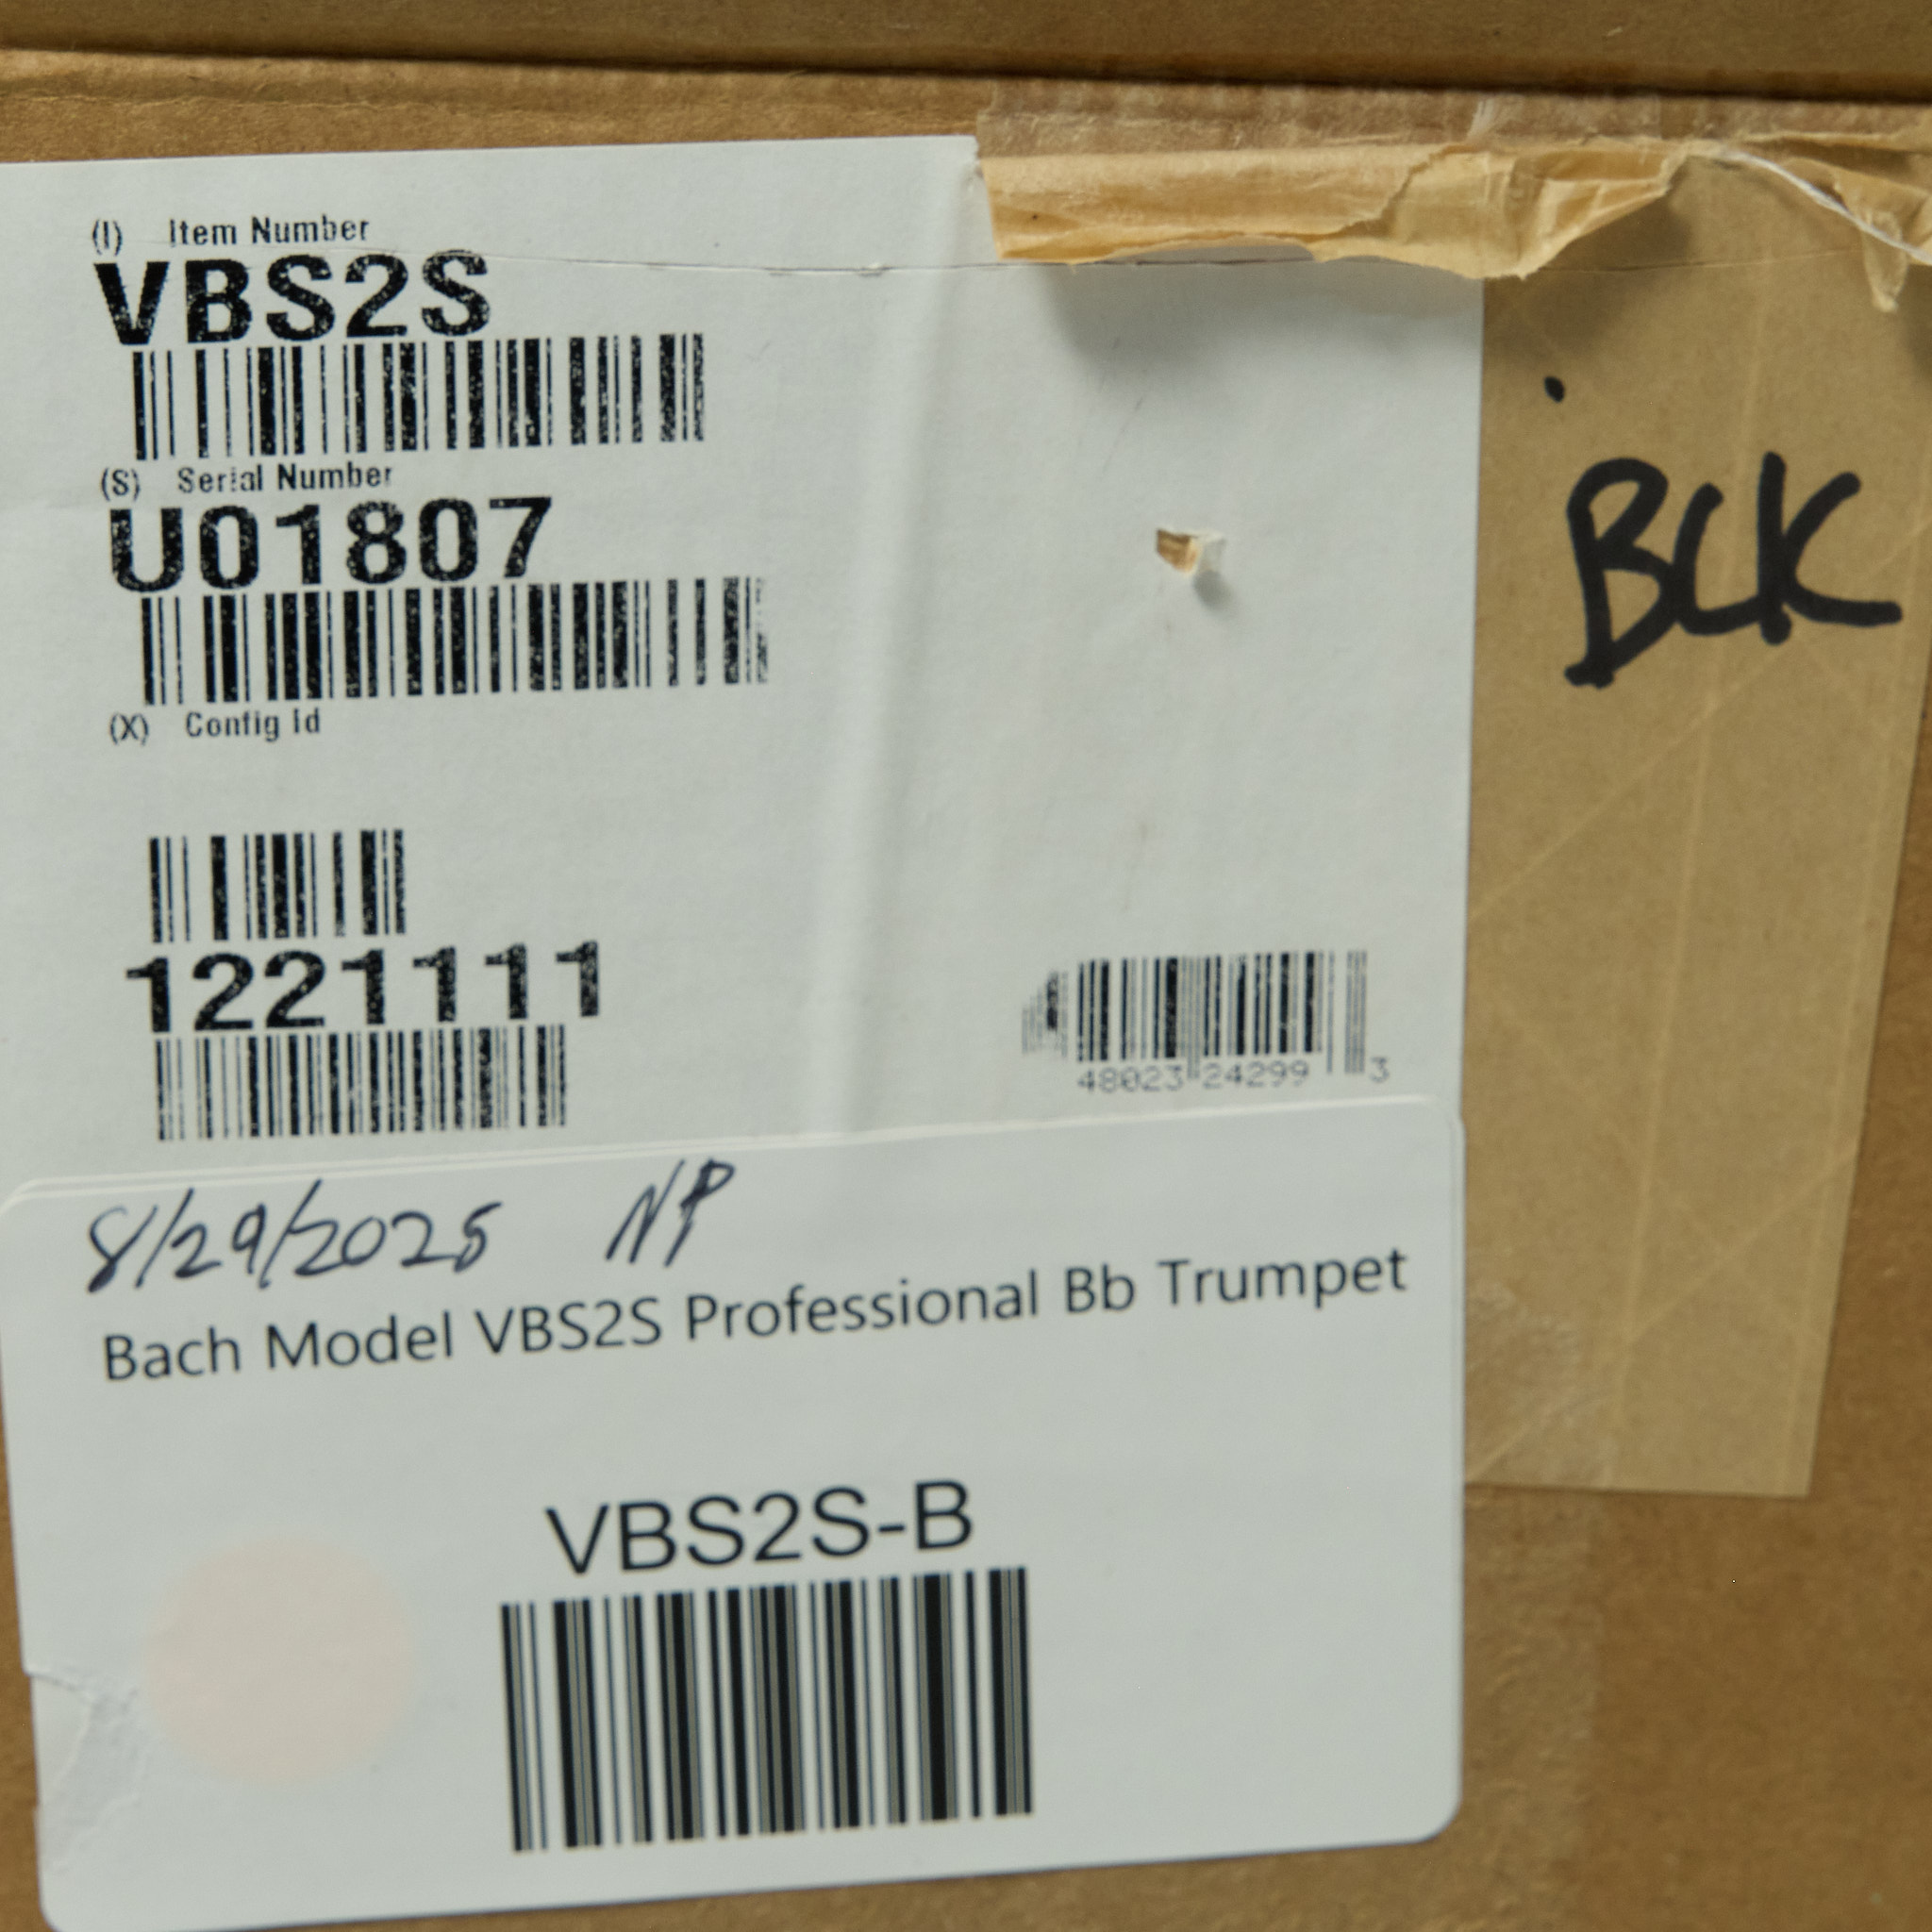 (I) Item Number
VBS2S
(S) Serial Number
U01807
(X) Config Id
1221111
48023 24299 3
BLK
8/29/2025 NP
Bach Model VBS2S Professional Bb Trumpet
VBS2S-B